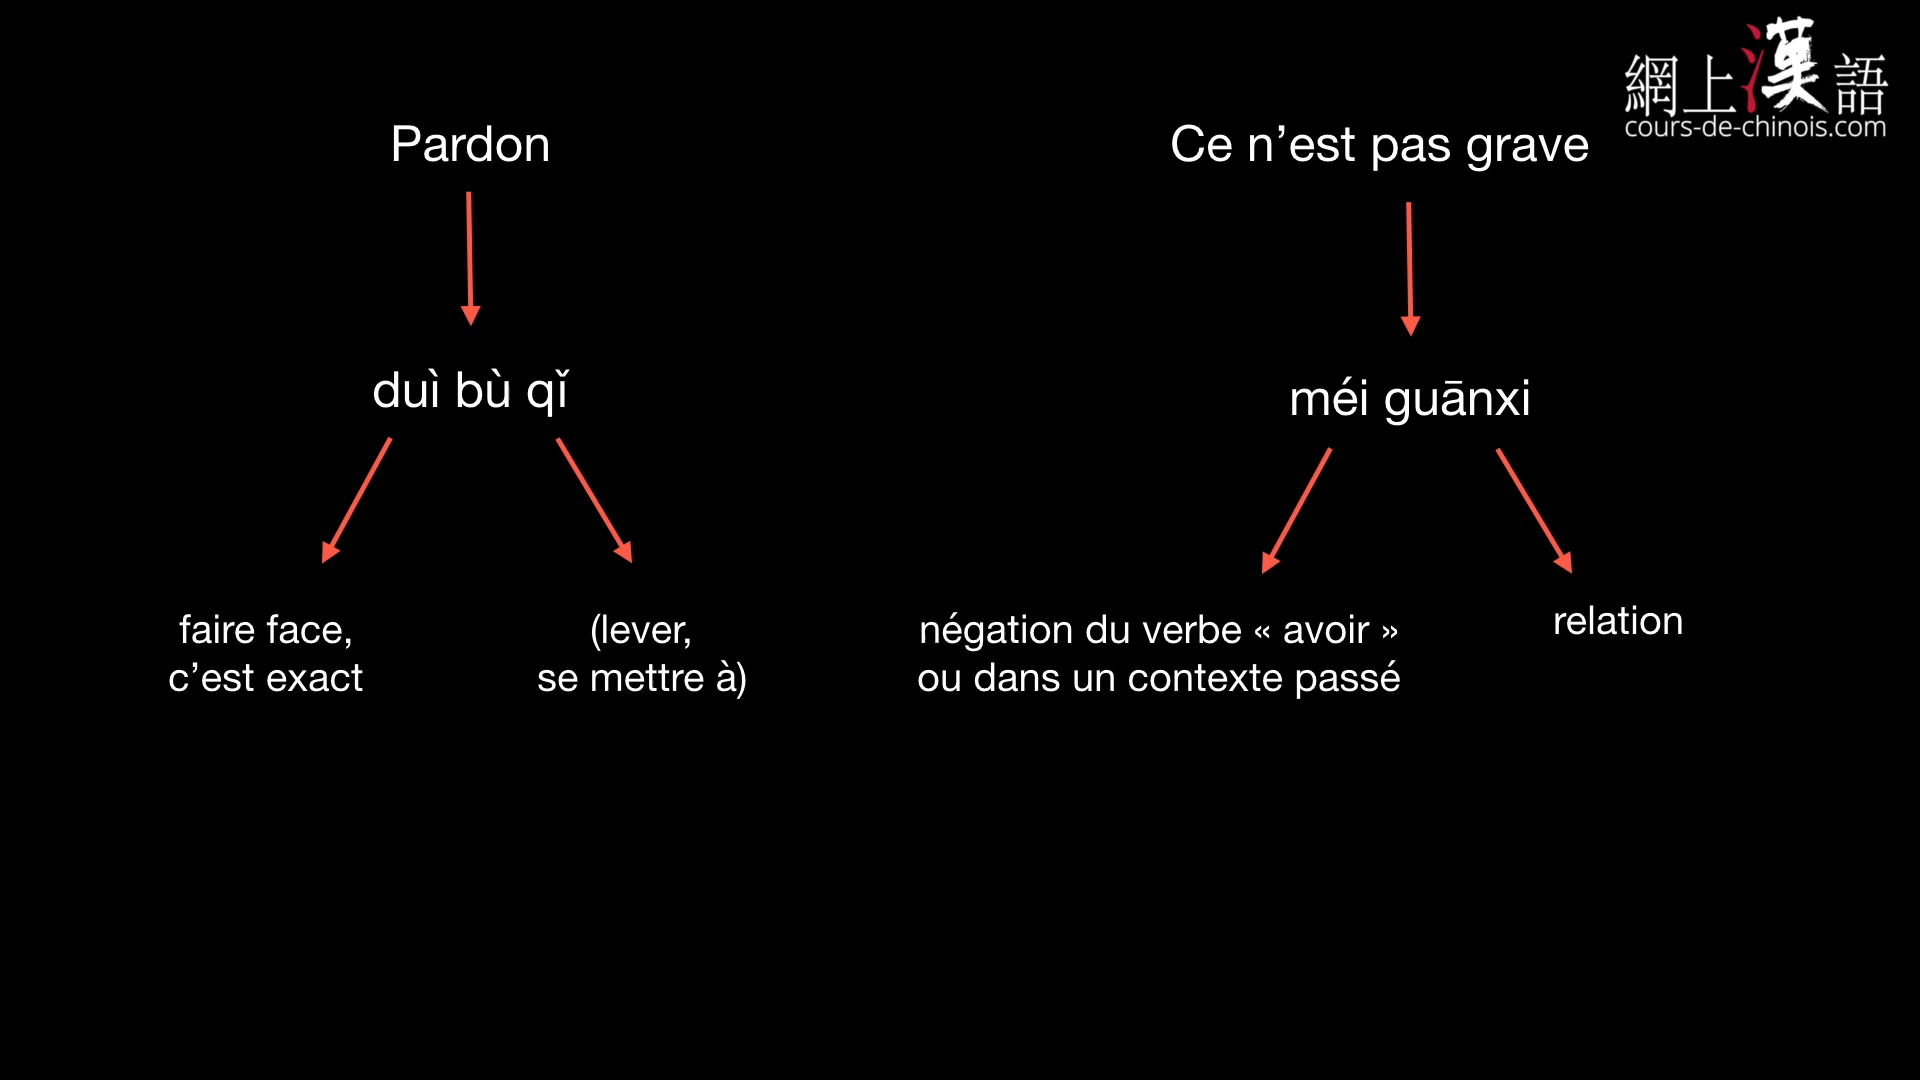 網上漢語
cours-de-chinois.com
Pardon
Ce n’est pas grave
duì bù qǐ
méi guānxi
faire face,
c’est exact
(lever,
se mettre à)
négation du verbe « avoir »
ou dans un contexte passé
relation